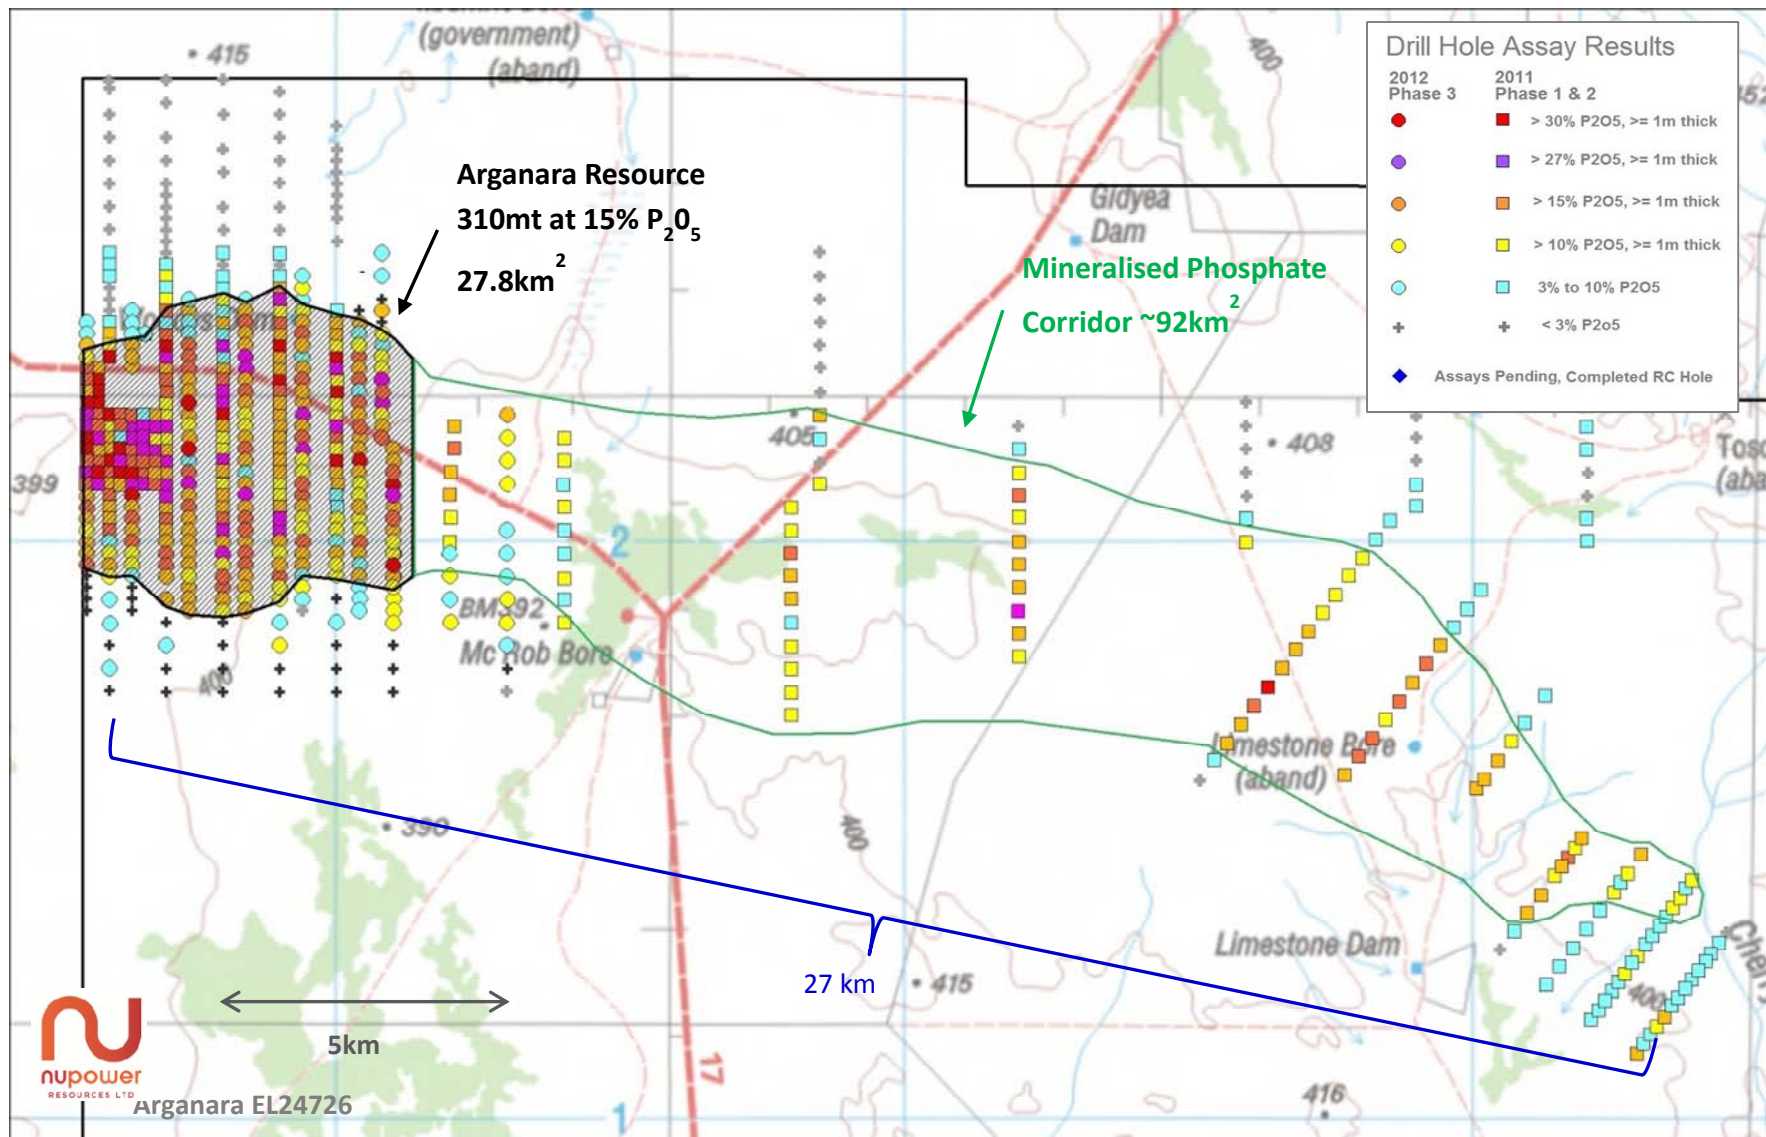 415
(government)
(aband)
400
Drill Hole Assay Results
2012
Phase 3
2011
Phase 1 & 2
> 30% P2O5, >= 1m thick
> 27% P2O5, >= 1m thick
> 15% P2O5, >= 1m thick
> 10% P2O5, >= 1m thick
3% to 10% P2O5
< 3% P2o5
Assays Pending, Completed RC Hole
Arganara Resource
310mt at 15% P₂0₅
27.8km²
Gidyea
Dam
Mineralised Phosphate
Corridor ~92km²
405
408
399
2
BM392
Mc Rob Bore
400
Limestone Bore
(aband)
390
400
Limestone Dam
27 km
415
400
5km
nupower
RESOURCES LTD
Arganara EL24726
17
1
416